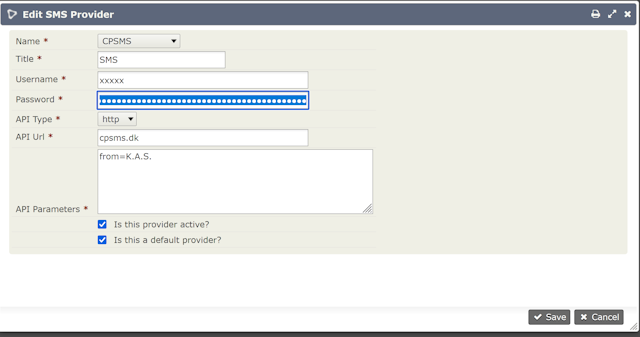 Edit SMS Provider
Name * CPSMS
Title * SMS
Username * xxxxx
Password * ●●●●●●●●●●●●●●●●●●●●●●●●●●●●●●●●●●●●●●●●●●
API Type * http
API Url * cpsms.dk
from=K.A.S.
API Parameters *
Is this provider active?
Is this a default provider?
Save Cancel